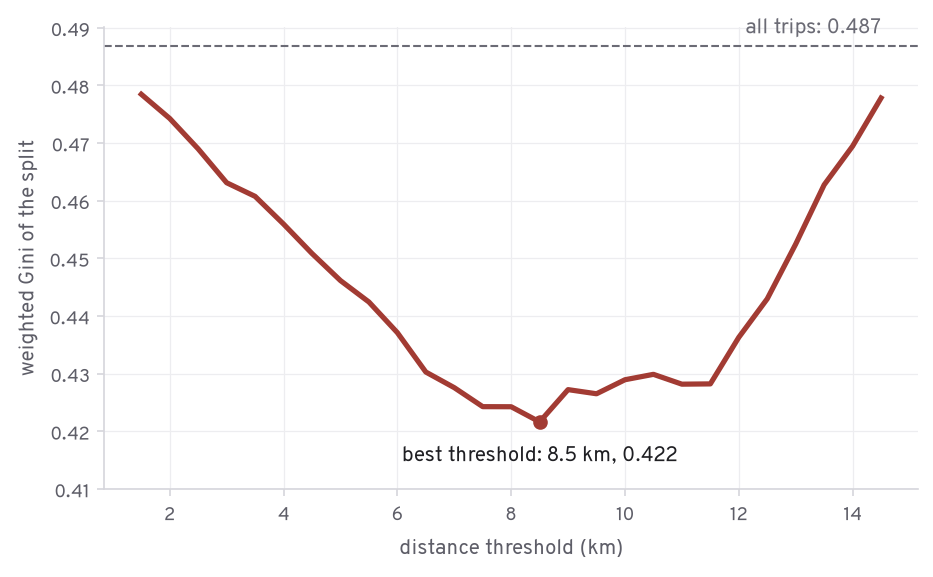 all trips: 0.487
0.49
0.48
0.47
0.46
0.45
0.44
0.43
0.42
0.41
weighted Gini of the split
best threshold: 8.5 km, 0.422
2 4 6 8 10 12 14
distance threshold (km)